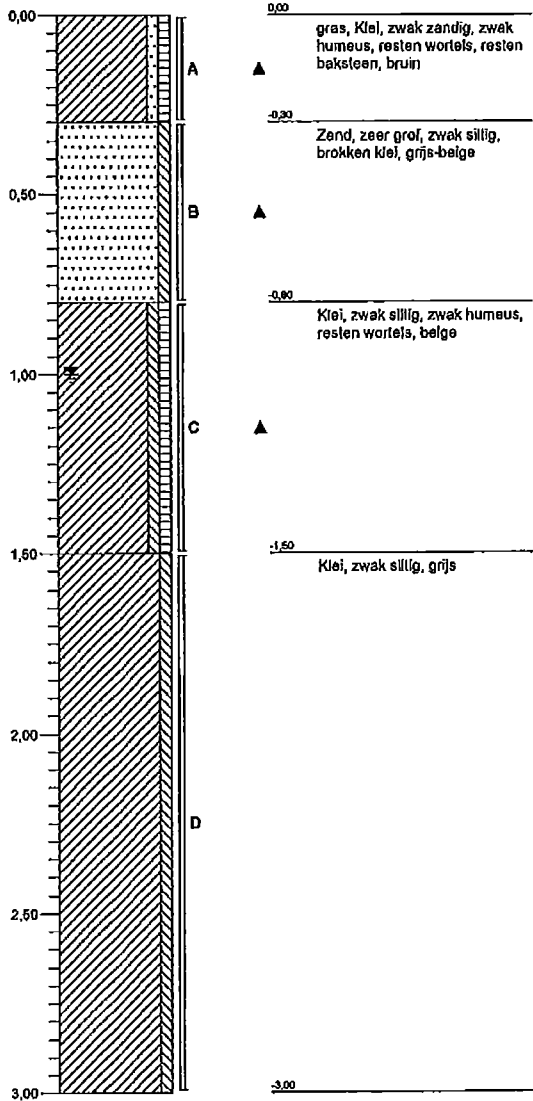 0,00
0,00
gras, Klei, zwak zandig, zwak
humeus, resten wortels, resten
baksteen, bruin
A
-0,30
Zand, zeer grof, zwak siltig,
brokken klei, grijs-beige
0,50
B
-0,80
Klei, zwak siltig, zwak humeus,
resten wortels, beige
1,00
C
1,50
-1,50
Klei, zwak siltig, grijs
2,00
D
2,50
3,00
-3,00